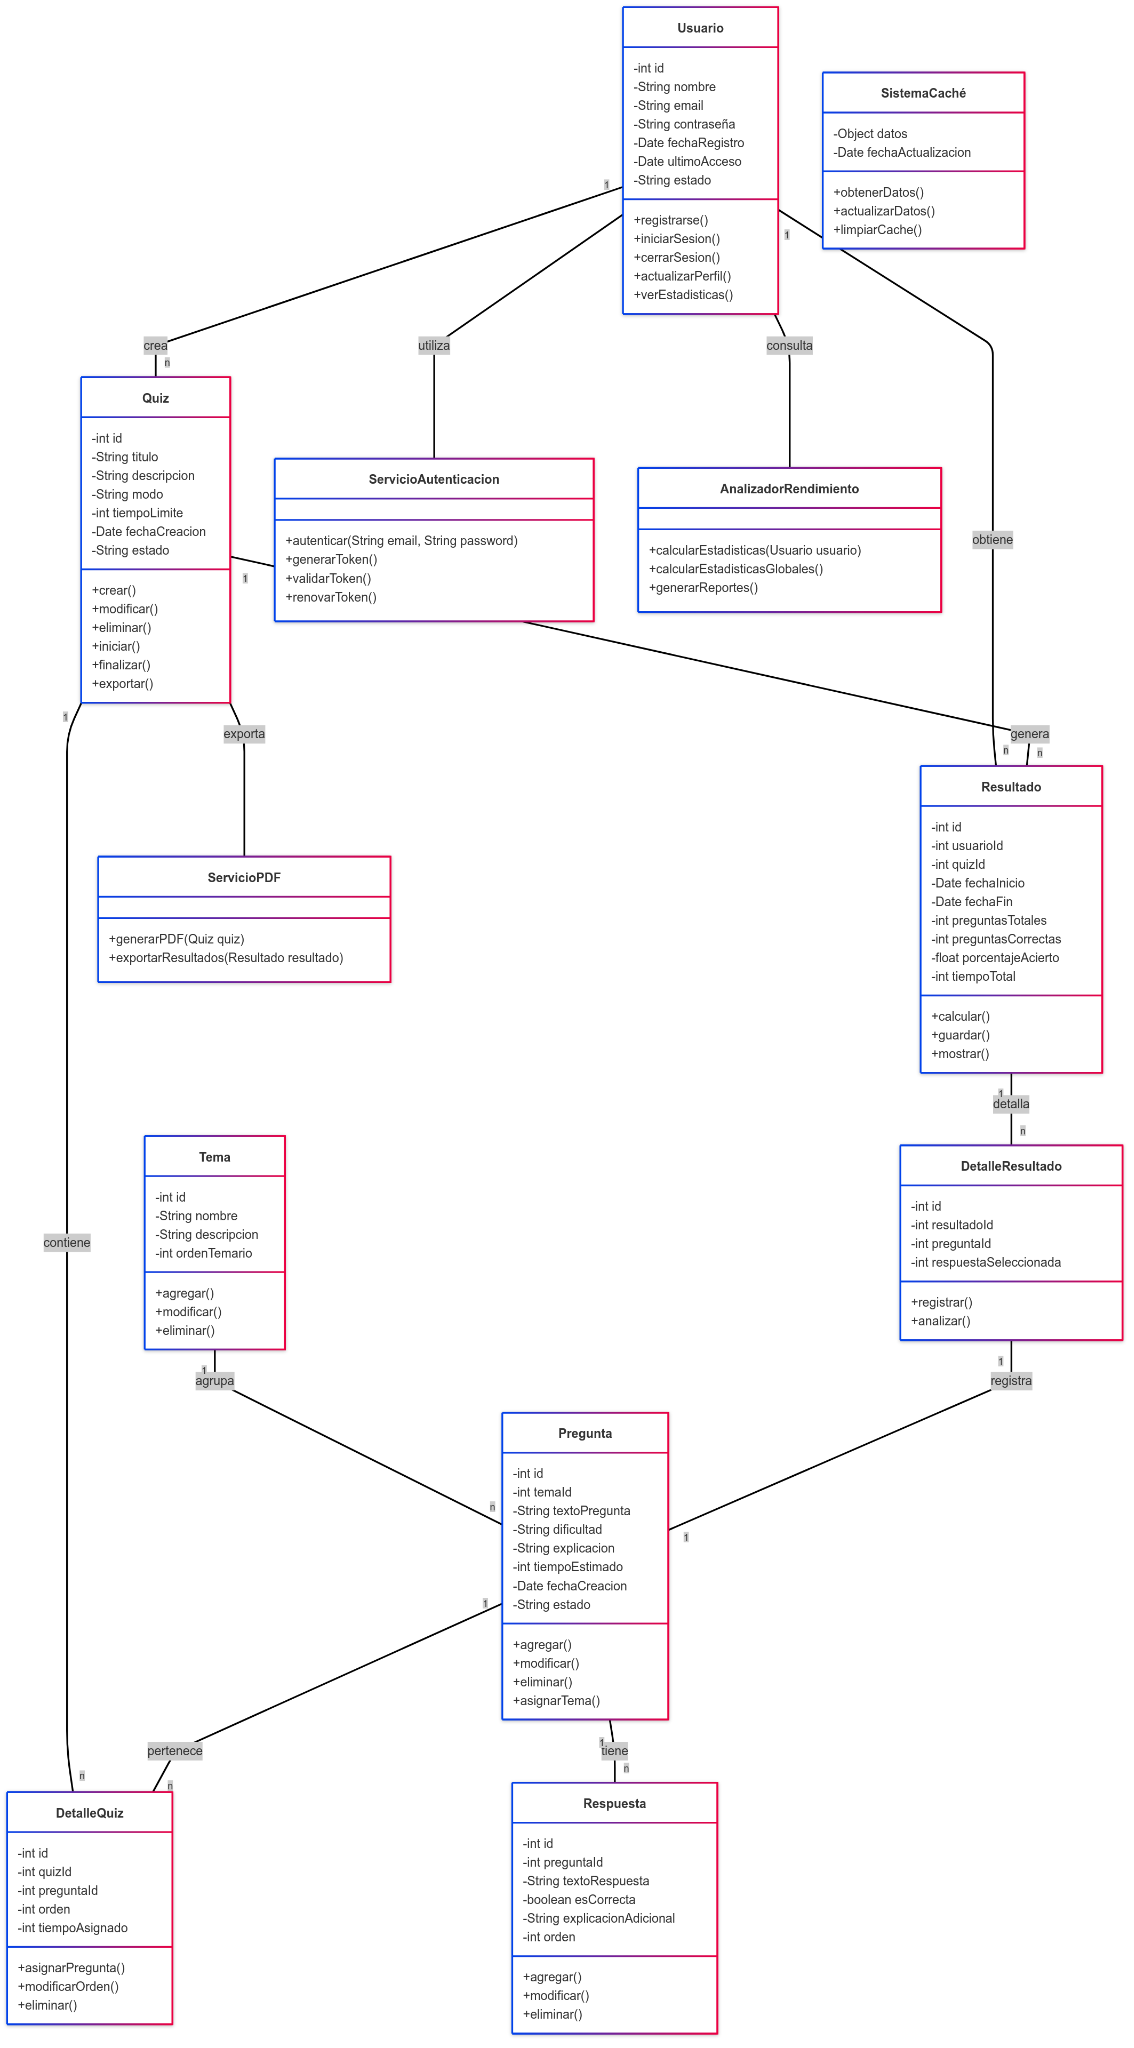 Usuario
-int id
-String nombre
-String email
-String contraseña
-Date fechaRegistro
-Date ultimoAcceso
-String estado
+registrarse()
+iniciarSesion()
+cerrarSesion()
+actualizarPerfil()
+verEstadisticas()
SistemaCaché
-Object datos
-Date fechaActualizacion
+obtenerDatos()
+actualizarDatos()
+limpiarCache()
1
1
crea
n
utiliza
consulta
obtiene
Quiz
-int id
-String titulo
-String descripcion
-String modo
-int tiempoLimite
-Date fechaCreacion
-String estado
+crear()
+modificar()
+eliminar()
+iniciar()
+finalizar()
+exportar()
ServicioAutenticacion
+autenticar(String email, String password)
+generarToken()
+validarToken()
+renovarToken()
AnalizadorRendimiento
+calcularEstadisticas(Usuario usuario)
+calcularEstadisticasGlobales()
+generarReportes()
1
1
exporta
genera
n
n
ServicioPDF
+generarPDF(Quiz quiz)
+exportarResultados(Resultado resultado)
Resultado
-int id
-int usuarioId
-int quizId
-Date fechaInicio
-Date fechaFin
-int preguntasTotales
-int preguntasCorrectas
-float porcentajeAcierto
-int tiempoTotal
+calcular()
+guardar()
+mostrar()
1
detalla
n
contiene
Tema
-int id
-String nombre
-String descripcion
-int ordenTemario
+agregar()
+modificar()
+eliminar()
DetalleResultado
-int id
-int resultadoId
-int preguntaId
-int respuestaSeleccionada
+registrar()
+analizar()
1
agrupa
n
1
registra
1
Pregunta
-int id
-int temaId
-String textoPregunta
-String dificultad
-String explicacion
-int tiempoEstimado
-Date fechaCreacion
-String estado
+agregar()
+modificar()
+eliminar()
+asignarTema()
1
pertenece
n
n
1
tiene
n
DetalleQuiz
-int id
-int quizId
-int preguntaId
-int orden
-int tiempoAsignado
+asignarPregunta()
+modificarOrden()
+eliminar()
Respuesta
-int id
-int preguntaId
-String textoRespuesta
-boolean esCorrecta
-String explicacionAdicional
-int orden
+agregar()
+modificar()
+eliminar()